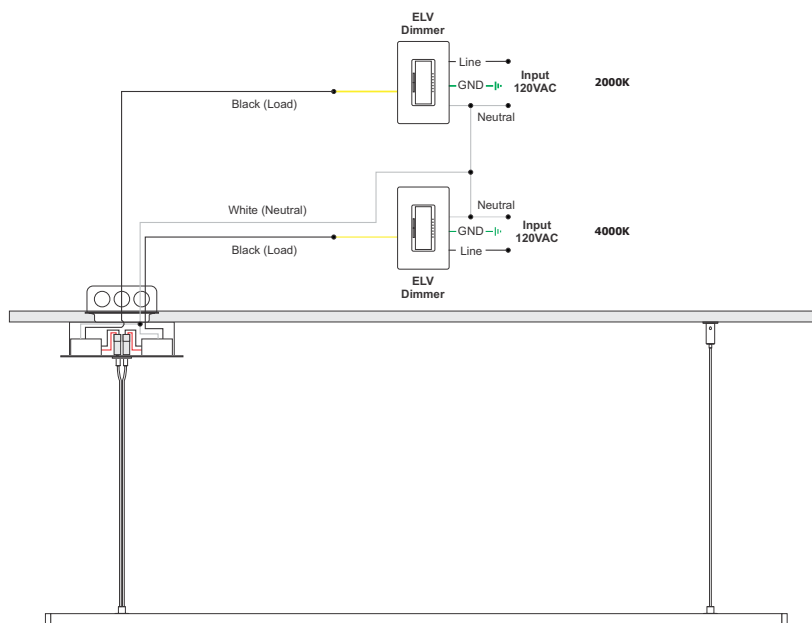 ELV
Dimmer
Line
GND
Input
120VAC
2000K
Black (Load)
Neutral
White (Neutral)
Neutral
GND
Input
120VAC
4000K
Black (Load)
Line
ELV
Dimmer